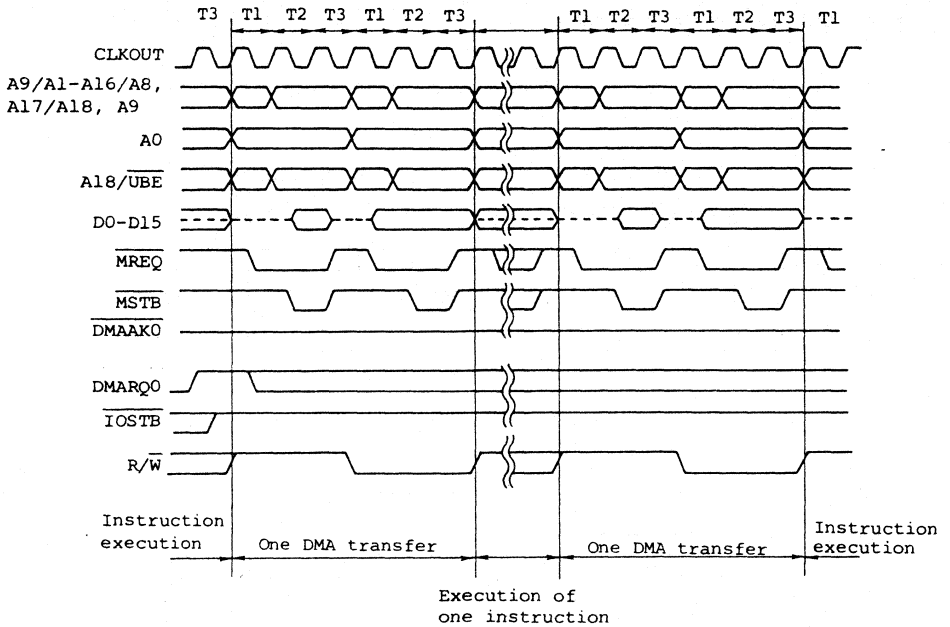 T3 T1 T2 T3 T1 T2 T3 T1 T2 T3 T1 T2 T3 T1
CLKOUT
A9/A1-A16/A8,
A17/A18, A9
A0
A18/UBE
D0-D15
MREQ
MSTB
DMAAK0
DMARQ0
IOSTB
R/W
Instruction
execution
One DMA transfer
Execution of
one instruction
One DMA transfer
Instruction
execution